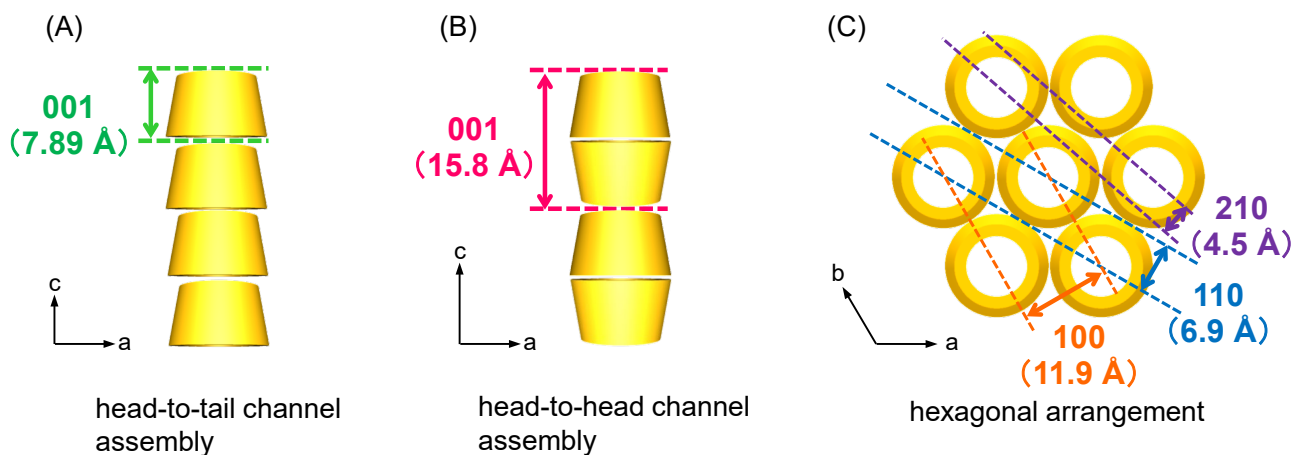 (A)
001
(7.89 Å)
c
a
head-to-tail channel
assembly
(B)
001
(15.8 Å)
c
a
head-to-head channel
assembly
(C)
210
(4.5 Å)
110
(6.9 Å)
100
(11.9 Å)
b
a
hexagonal arrangement